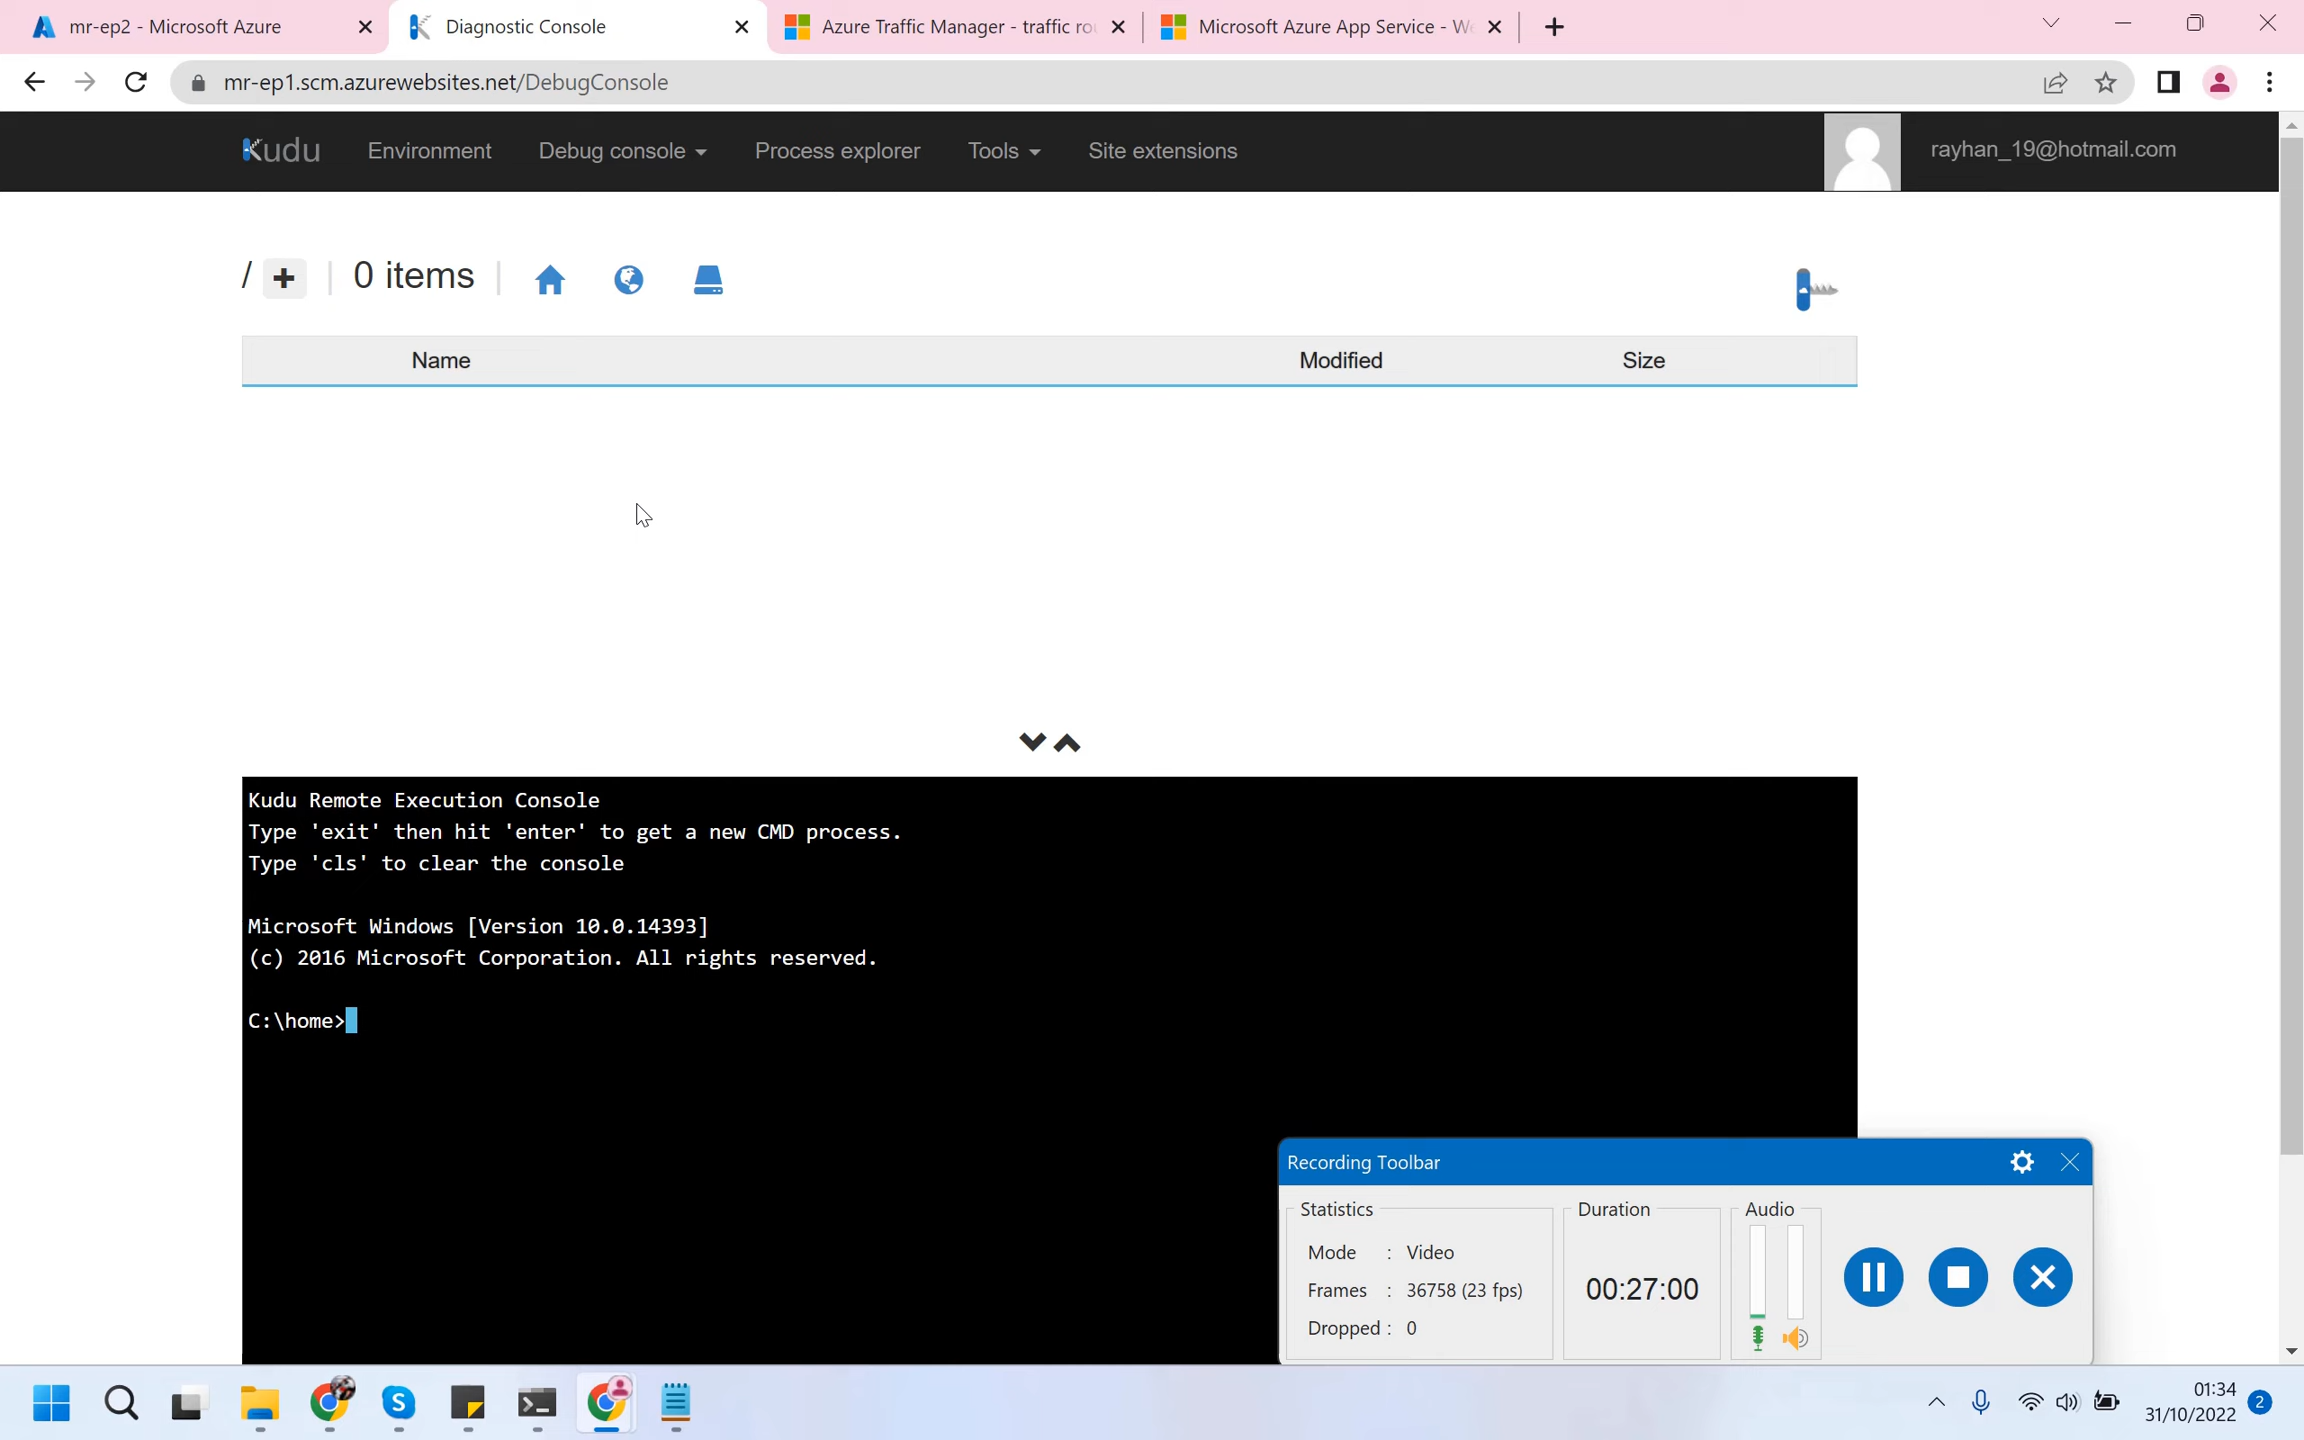 mr-ep2 - Microsoft Azure
Diagnostic Console
Azure Traffic Manager - traffic ro
Microsoft Azure App Service - W
mr-ep1.scm.azurewebsites.net/DebugConsole
Kudu Environment Debug console Process explorer Tools Site extensions rayhan_19@hotmail.com
/ + | 0 items |
Name Modified Size
Kudu Remote Execution Console
Type 'exit' then hit 'enter' to get a new CMD process.
Type 'cls' to clear the console
Microsoft Windows [Version 10.0.14393]
(c) 2016 Microsoft Corporation. All rights reserved.
C:\home>
Recording Toolbar
Statistics
Mode : Video
Frames : 36758 (23 fps)
Dropped : 0
Duration
00:27:00
Audio
01:34
31/10/2022
2